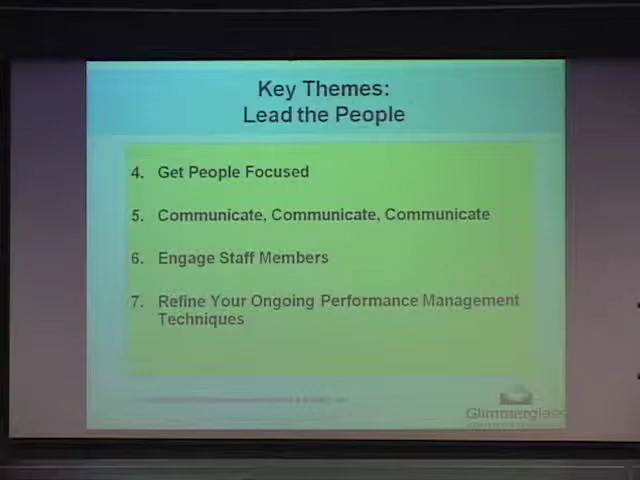 Key Themes:
Lead the People
4. Get People Focused
5. Communicate, Communicate, Communicate
6. Engage Staff Members
7. Refine Your Ongoing Performance Management
Techniques
Glimmerglass